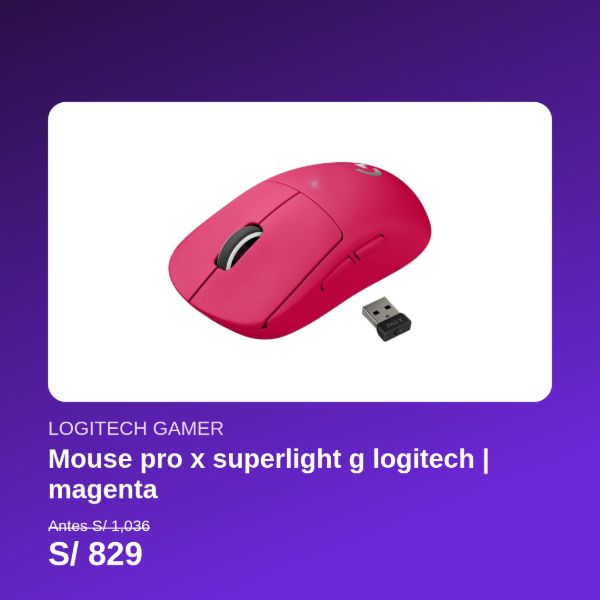 LOGITECH GAMER
Mouse pro x superlight g logitech |
magenta
Antes S/ 1,036
S/ 829